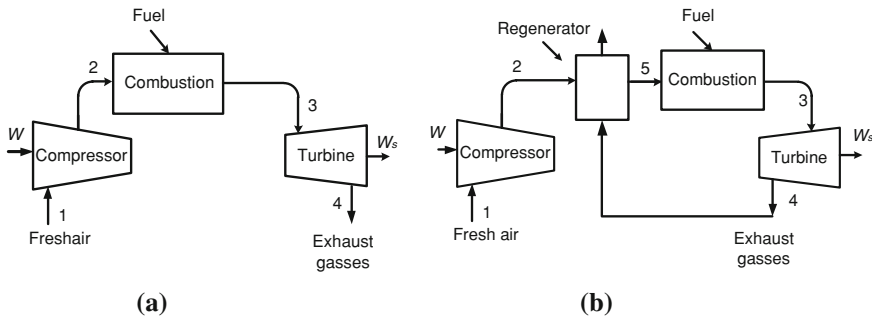 Fuel
2
Combustion
3
W
Compressor
Turbine
Ws
1
4
Freshair
Exhaust
gasses
(a)
Fuel
Regenerator
2
5
Combustion
3
W
Compressor
Turbine
Ws
1
4
Fresh air
Exhaust
gasses
(b)